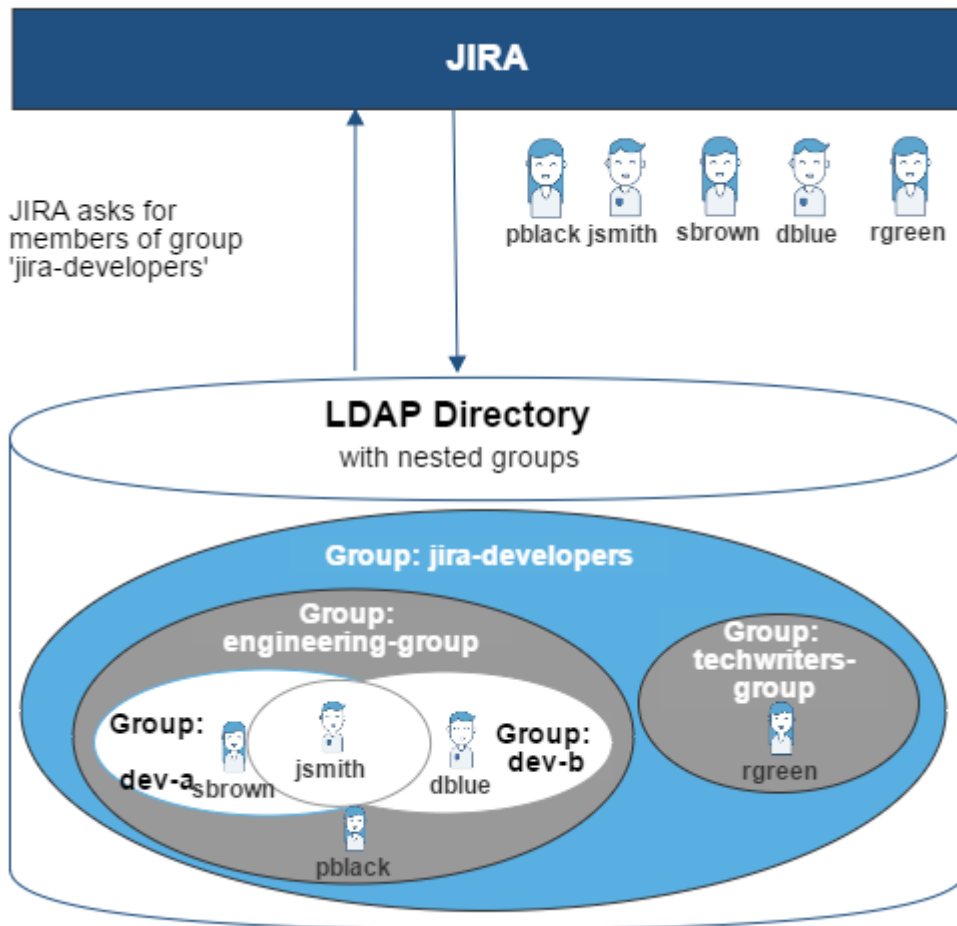 JIRA
pblack jsmith sbrown dblue rgreen
JIRA asks for
members of group
'jira-developers'
LDAP Directory
with nested groups
Group: jira-developers
Group:
engineering-group
Group:
techwriters-
group
Group:
dev-a
sbrown
jsmith
dblue
Group:
dev-b
rgreen
pblack